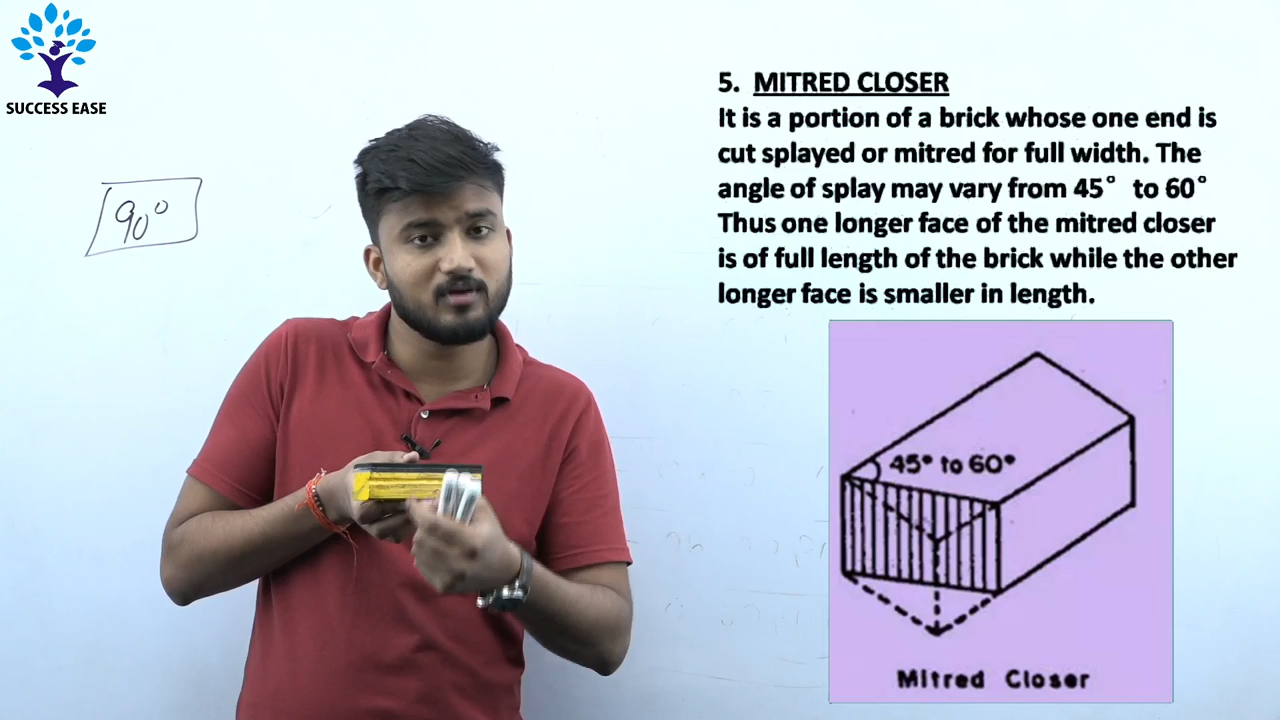 SUCCESS EASE
90°
5. MITRED CLOSER
It is a portion of a brick whose one end is
cut splayed or mitred for full width. The
angle of splay may vary from 45° to 60°
Thus one longer face of the mitred closer
is of full length of the brick while the other
longer face is smaller in length.
45° to 60°
Mitred Closer